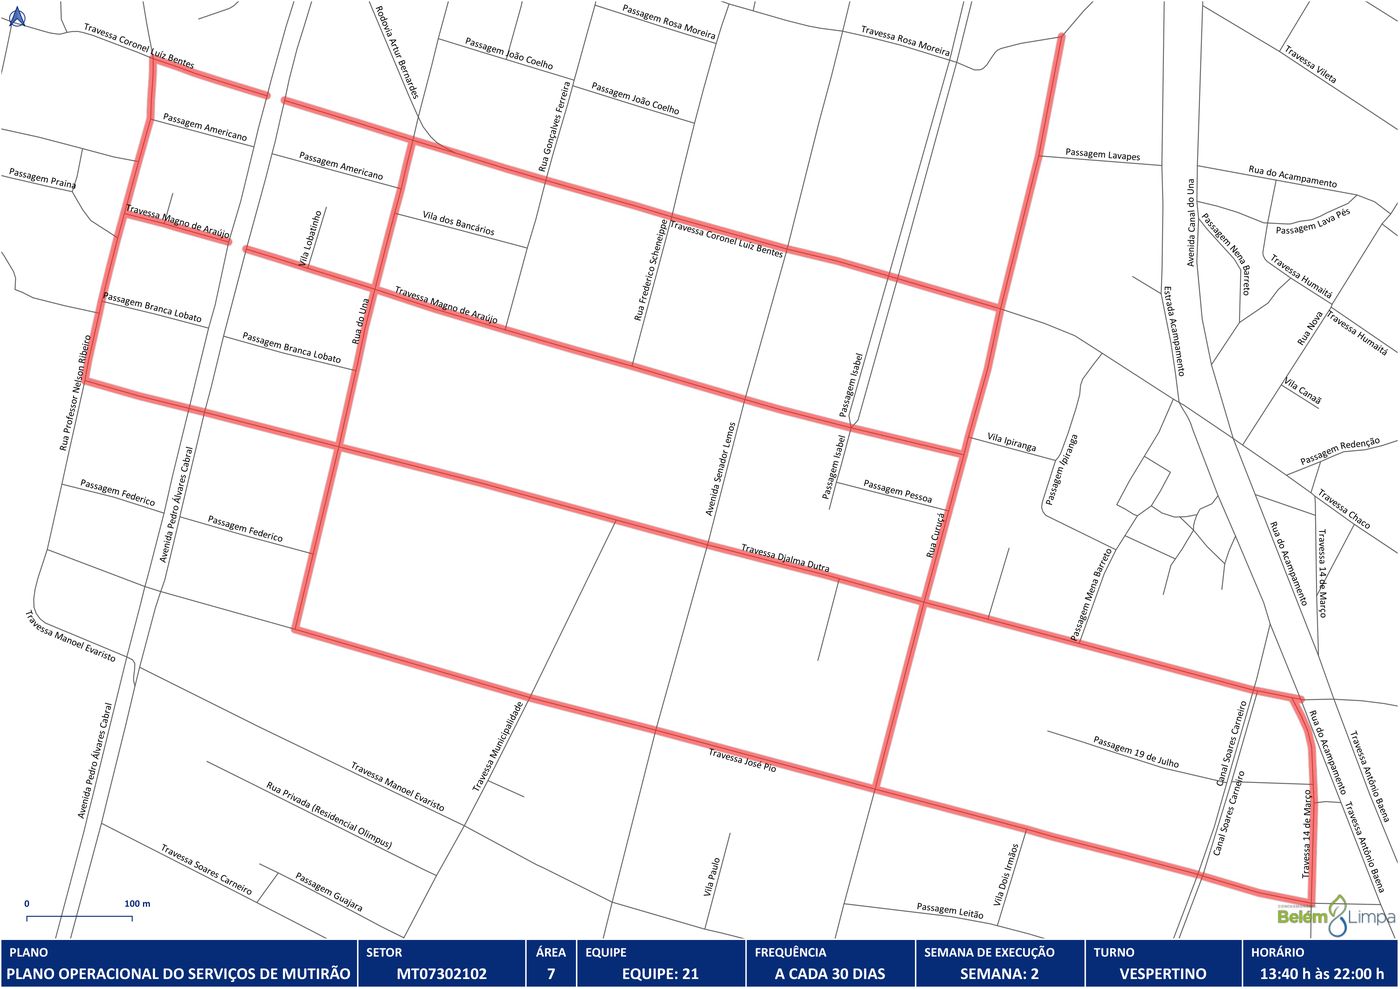 Travessa Coronel Luíz Bentes
Rodovia Artur Bernardes
Passagem Rosa Moreira
Travessa Rosa Moreira
Travessa Vileta
Passagem João Coelho
Passagem João Coelho
Rua Gonçalves Ferreira
Passagem Americano
Passagem Americano
Passagem Lavapes
Rua do Acampamento
Passagem Praina
Travessa Magno de Araújo
Vila Lobatinho
Vila dos Bancários
Rua Frederico Scheneippe
Travessa Coronel Luíz Bentes
Avenida Canal do Una
Passagem Nena Barreto
Passagem Lava Pés
Travessa Humaitá
Travessa Humaitá
Rua Nova
Passagem Branca Lobato
Passagem Branca Lobato
Rua do Una
Travessa Magno de Araújo
Estrada Acampamento
Rua Professor Nelson Ribeiro
Passagem Isabel
Passagem Isabel
Vila Canaã
Vila Ipiranga
Passagem Ipiranga
Passagem Redenção
Avenida Senador Lemos
Passagem Pessoa
Passagem Federico
Passagem Federico
Avenida Pedro Álvares Cabral
Rua Curuçá
Travessa Djalma Dutra
Travessa Chaco
Rua do Acampamento
Travessa 14 de Março
Passagem Mena Barreto
Travessa Manoel Evaristo
Avenida Pedro Álvares Cabral
Travessa Municipalidade
Travessa José Pio
Passagem 19 de Julho
Canal Soares Carneiro
Canal Soares Carneiro
Rua do Acampamento
Travessa Antônio Baena
Travessa Antônio Baena
Travessa 14 de Março
Travessa Manoel Evaristo
Rua Privada (Residencial Olimpus)
Travessa Soares Carneiro
Passagem Guajara
Vila Paulo
Vila Dois Irmãos
Passagem Leitão
0 100 m
Belém Limpa
PLANO
PLANO OPERACIONAL DO SERVIÇOS DE MUTIRÃO
SETOR
MT07302102
ÁREA
7
EQUIPE
EQUIPE: 21
FREQUÊNCIA
A CADA 30 DIAS
SEMANA DE EXECUÇÃO
SEMANA: 2
TURNO
VESPERTINO
HORÁRIO
13:40 h às 22:00 h